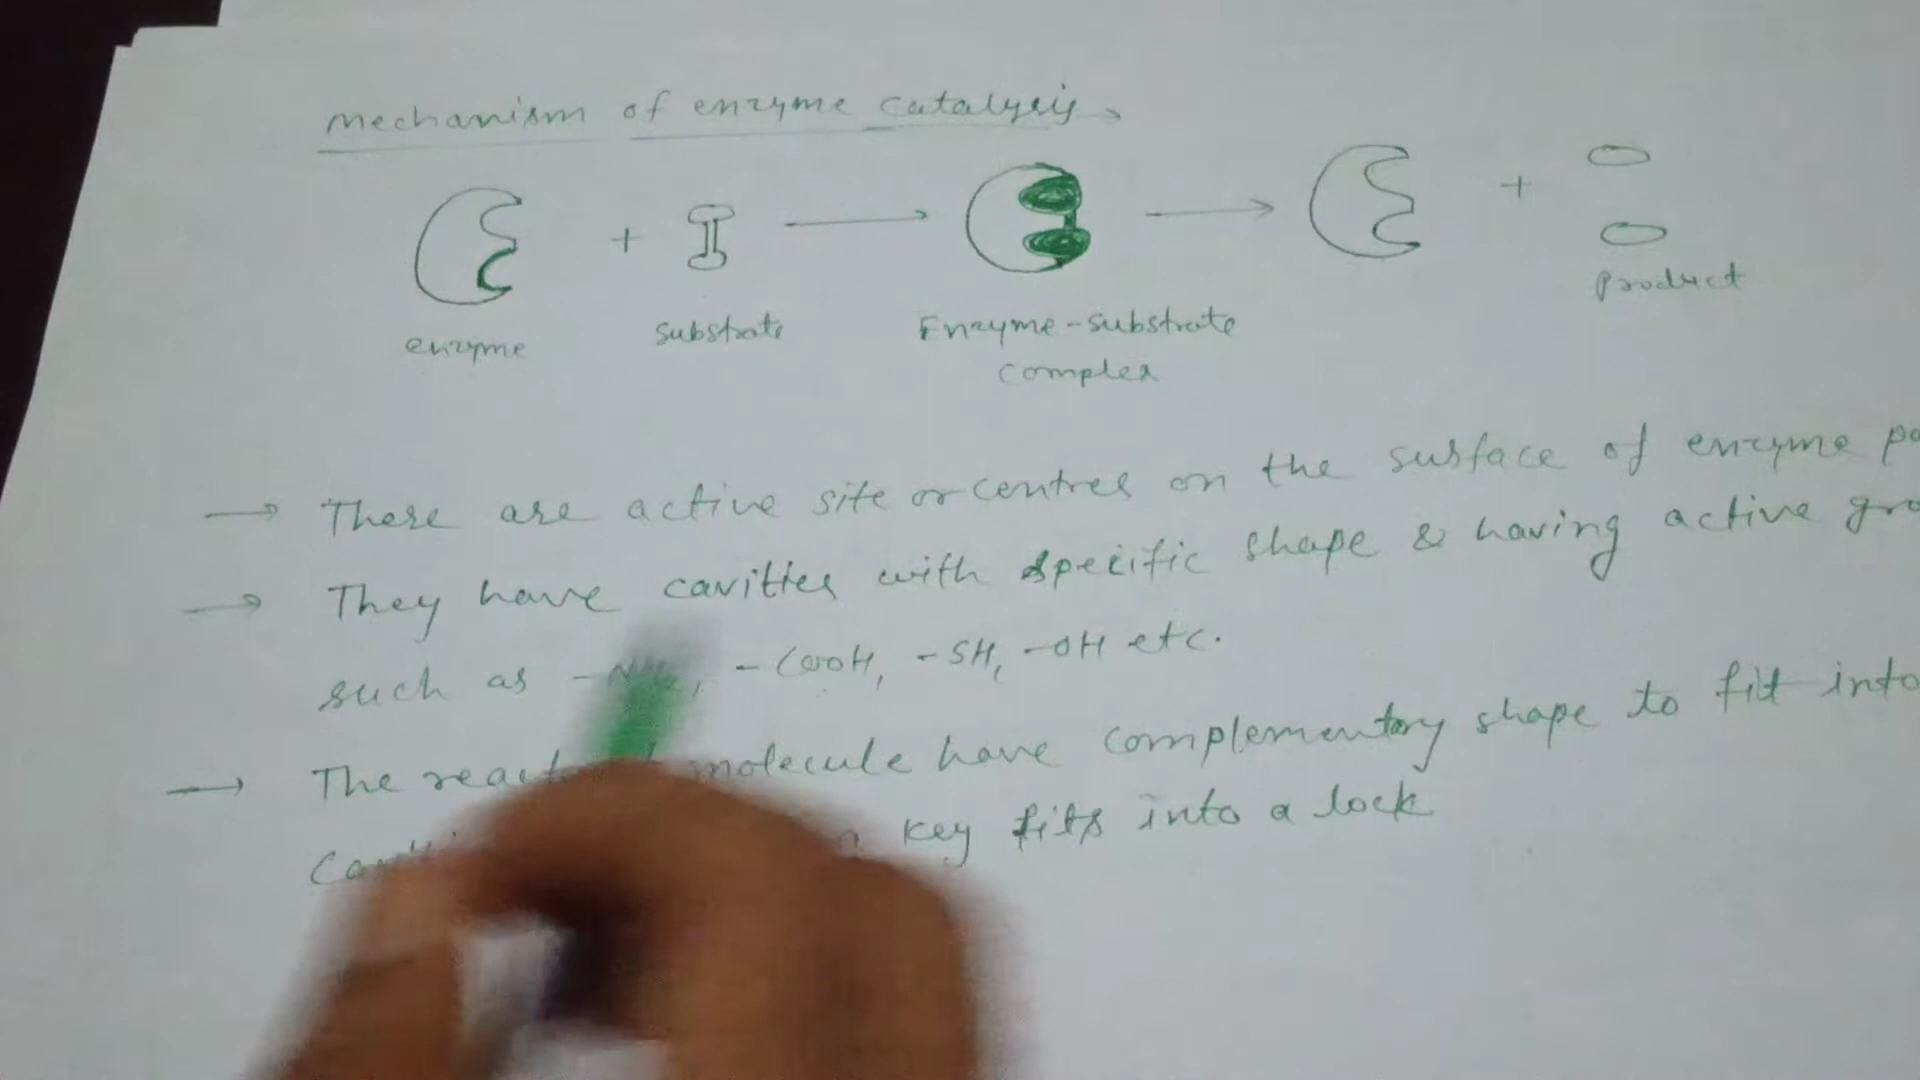 mechanism of enzyme catalysis
+ → → +
enzyme substrate Enzyme-substrate complex product
→ There are active site or centres on the surface of enzyme
→ They have cavities with specific shape & having active
such as - , -COOH, -SH, -OH etc.
→ The molecule have complementary shape to fit into
key fits into a lock